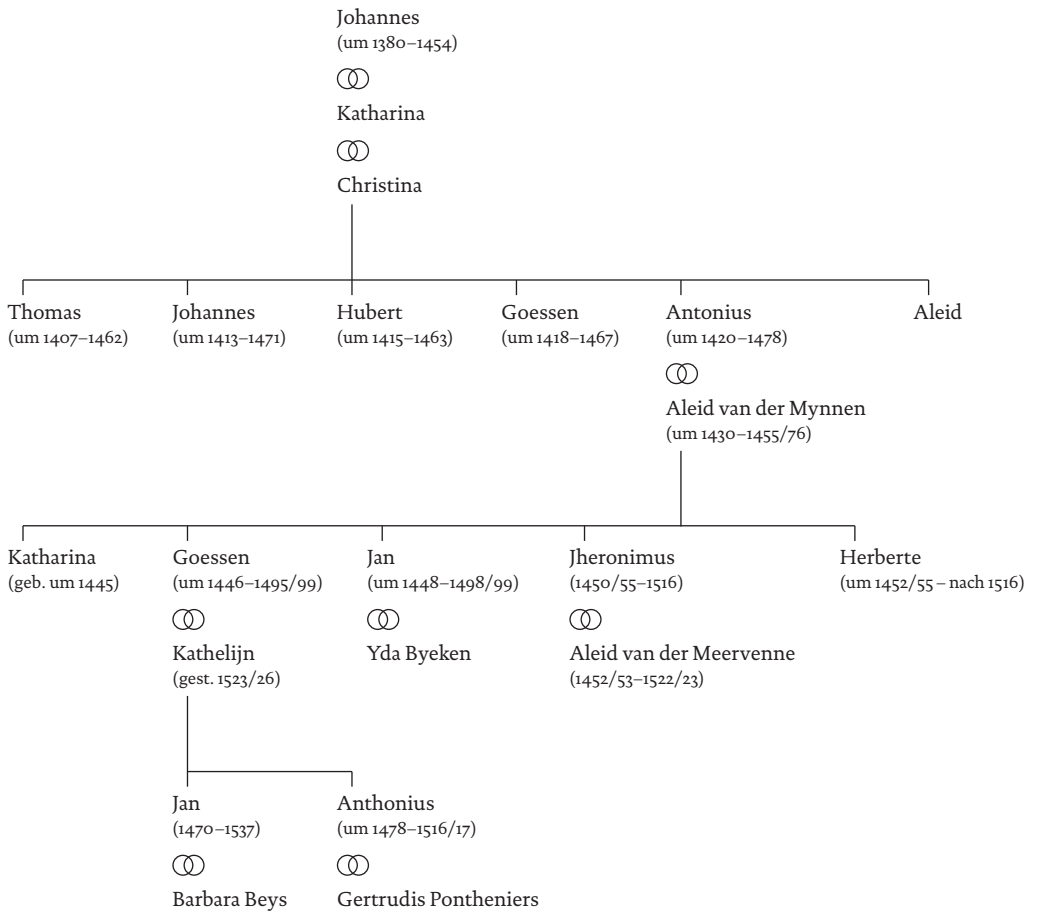 Johannes
(um 1380–1454)
Katharina
Christina
Thomas
(um 1407–1462)
Johannes
(um 1413–1471)
Hubert
(um 1415–1463)
Goessen
(um 1418–1467)
Antonius
(um 1420–1478)
Aleid van der Mynnen
(um 1430–1455/76)
Aleid
Katharina
(geb. um 1445)
Goessen
(um 1446–1495/99)
Kathelijn
(gest. 1523/26)
Jan
(um 1448–1498/99)
Yda Byeken
Jheronimus
(1450/55–1516)
Aleid van der Meervenne
(1452/53–1522/23)
Herberte
(um 1452/55 – nach 1516)
Jan
(1470–1537)
Barbara Beys
Anthonius
(um 1478–1516/17)
Gertrudis Pontheniers